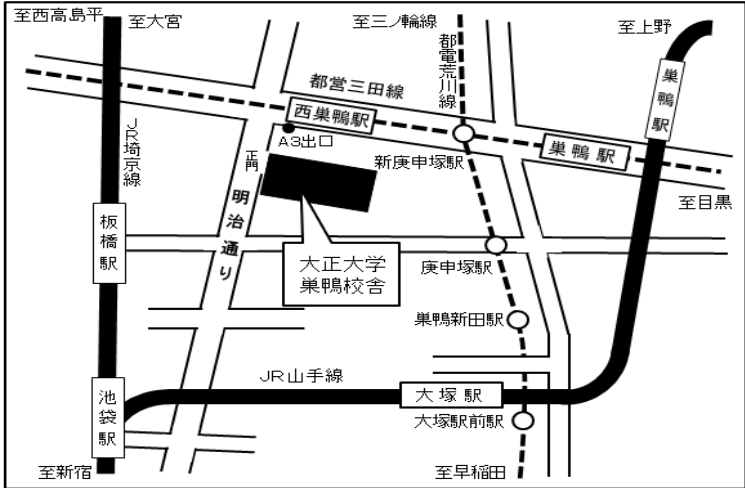 至西高島平
至大宮
至三ノ輪線
至上野
都営三田線
都電荒川線
巣鴨駅
西巣鴨駅
A3出口
JR埼京線
正門
新庚申塚駅
巣鴨駅
至目黒
明治通り
板橋駅
大正大学
巣鴨校舎
庚申塚駅
巣鴨新田駅
JR山手線
大塚駅
池袋駅
大塚駅前駅
至新宿
至早稲田